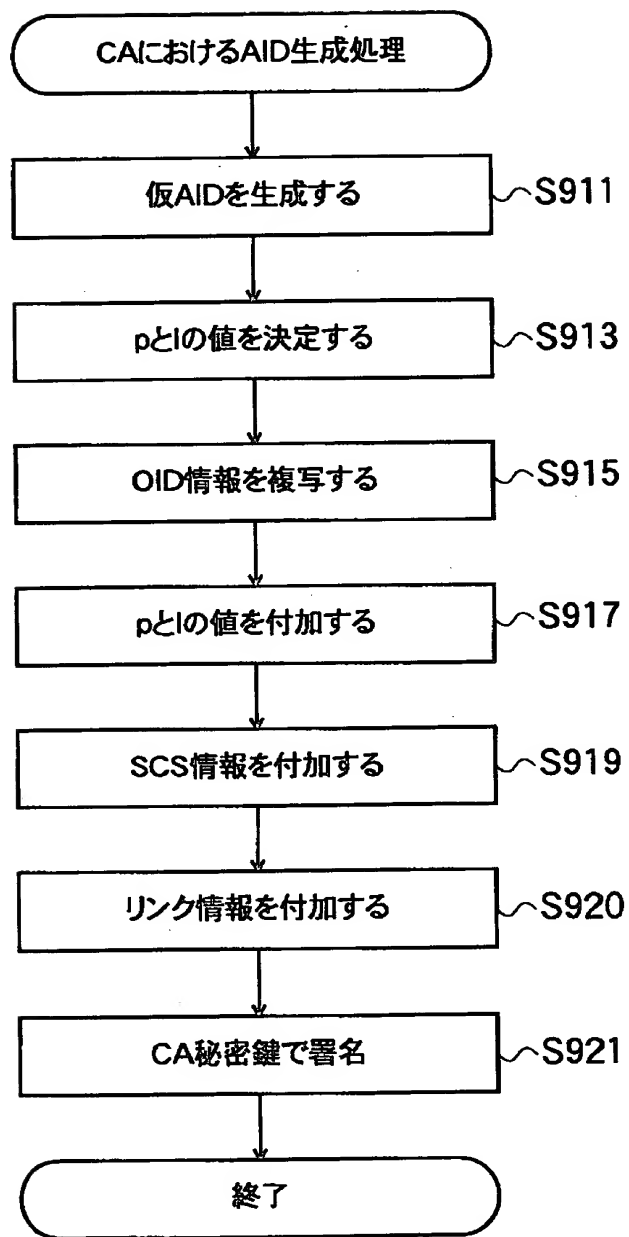 CAにおけるAID生成処理
仮AIDを生成する
S911
pとlの値を決定する
S913
OID情報を複写する
S915
pとlの値を付加する
S917
SCS情報を付加する
S919
リンク情報を付加する
S920
CA秘密鍵で署名
S921
終了